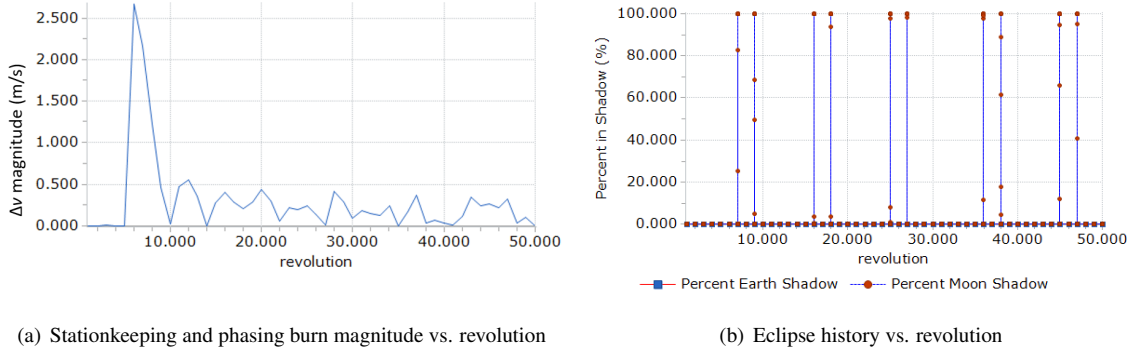 2.500
2.000
1.500
1.000
0.500
0.000
Δv magnitude (m/s)
10.000 20.000 30.000 40.000 50.000
revolution
(a) Stationkeeping and phasing burn magnitude vs. revolution
100.000
80.000
60.000
40.000
20.000
0.000
Percent in Shadow (%)
10.000 20.000 30.000 40.000 50.000
revolution
Percent Earth Shadow Percent Moon Shadow
(b) Eclipse history vs. revolution